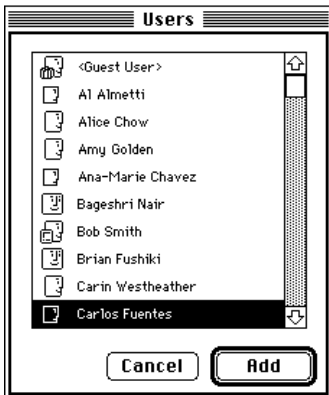 Users
<Guest User>
Al Almetti
Alice Chow
Amy Golden
Ana-Marie Chavez
Bageshri Nair
Bob Smith
Brian Fushiki
Carin Westheather
Carlos Fuentes
Cancel
Add